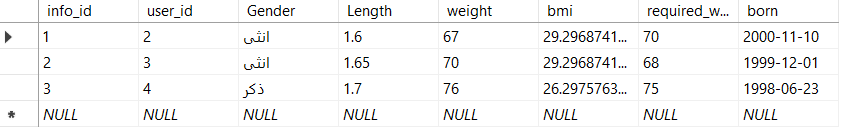 info_id user_id Gender Length weight bmi required_w... born
1 2 انثى 1.6 67 29.2968741... 70 2000-11-10
2 3 انثى 1.65 70 29.2968741... 68 1999-12-01
3 4 ذكر 1.7 76 26.2975763... 75 1998-06-23
NULL NULL NULL NULL NULL NULL NULL NULL